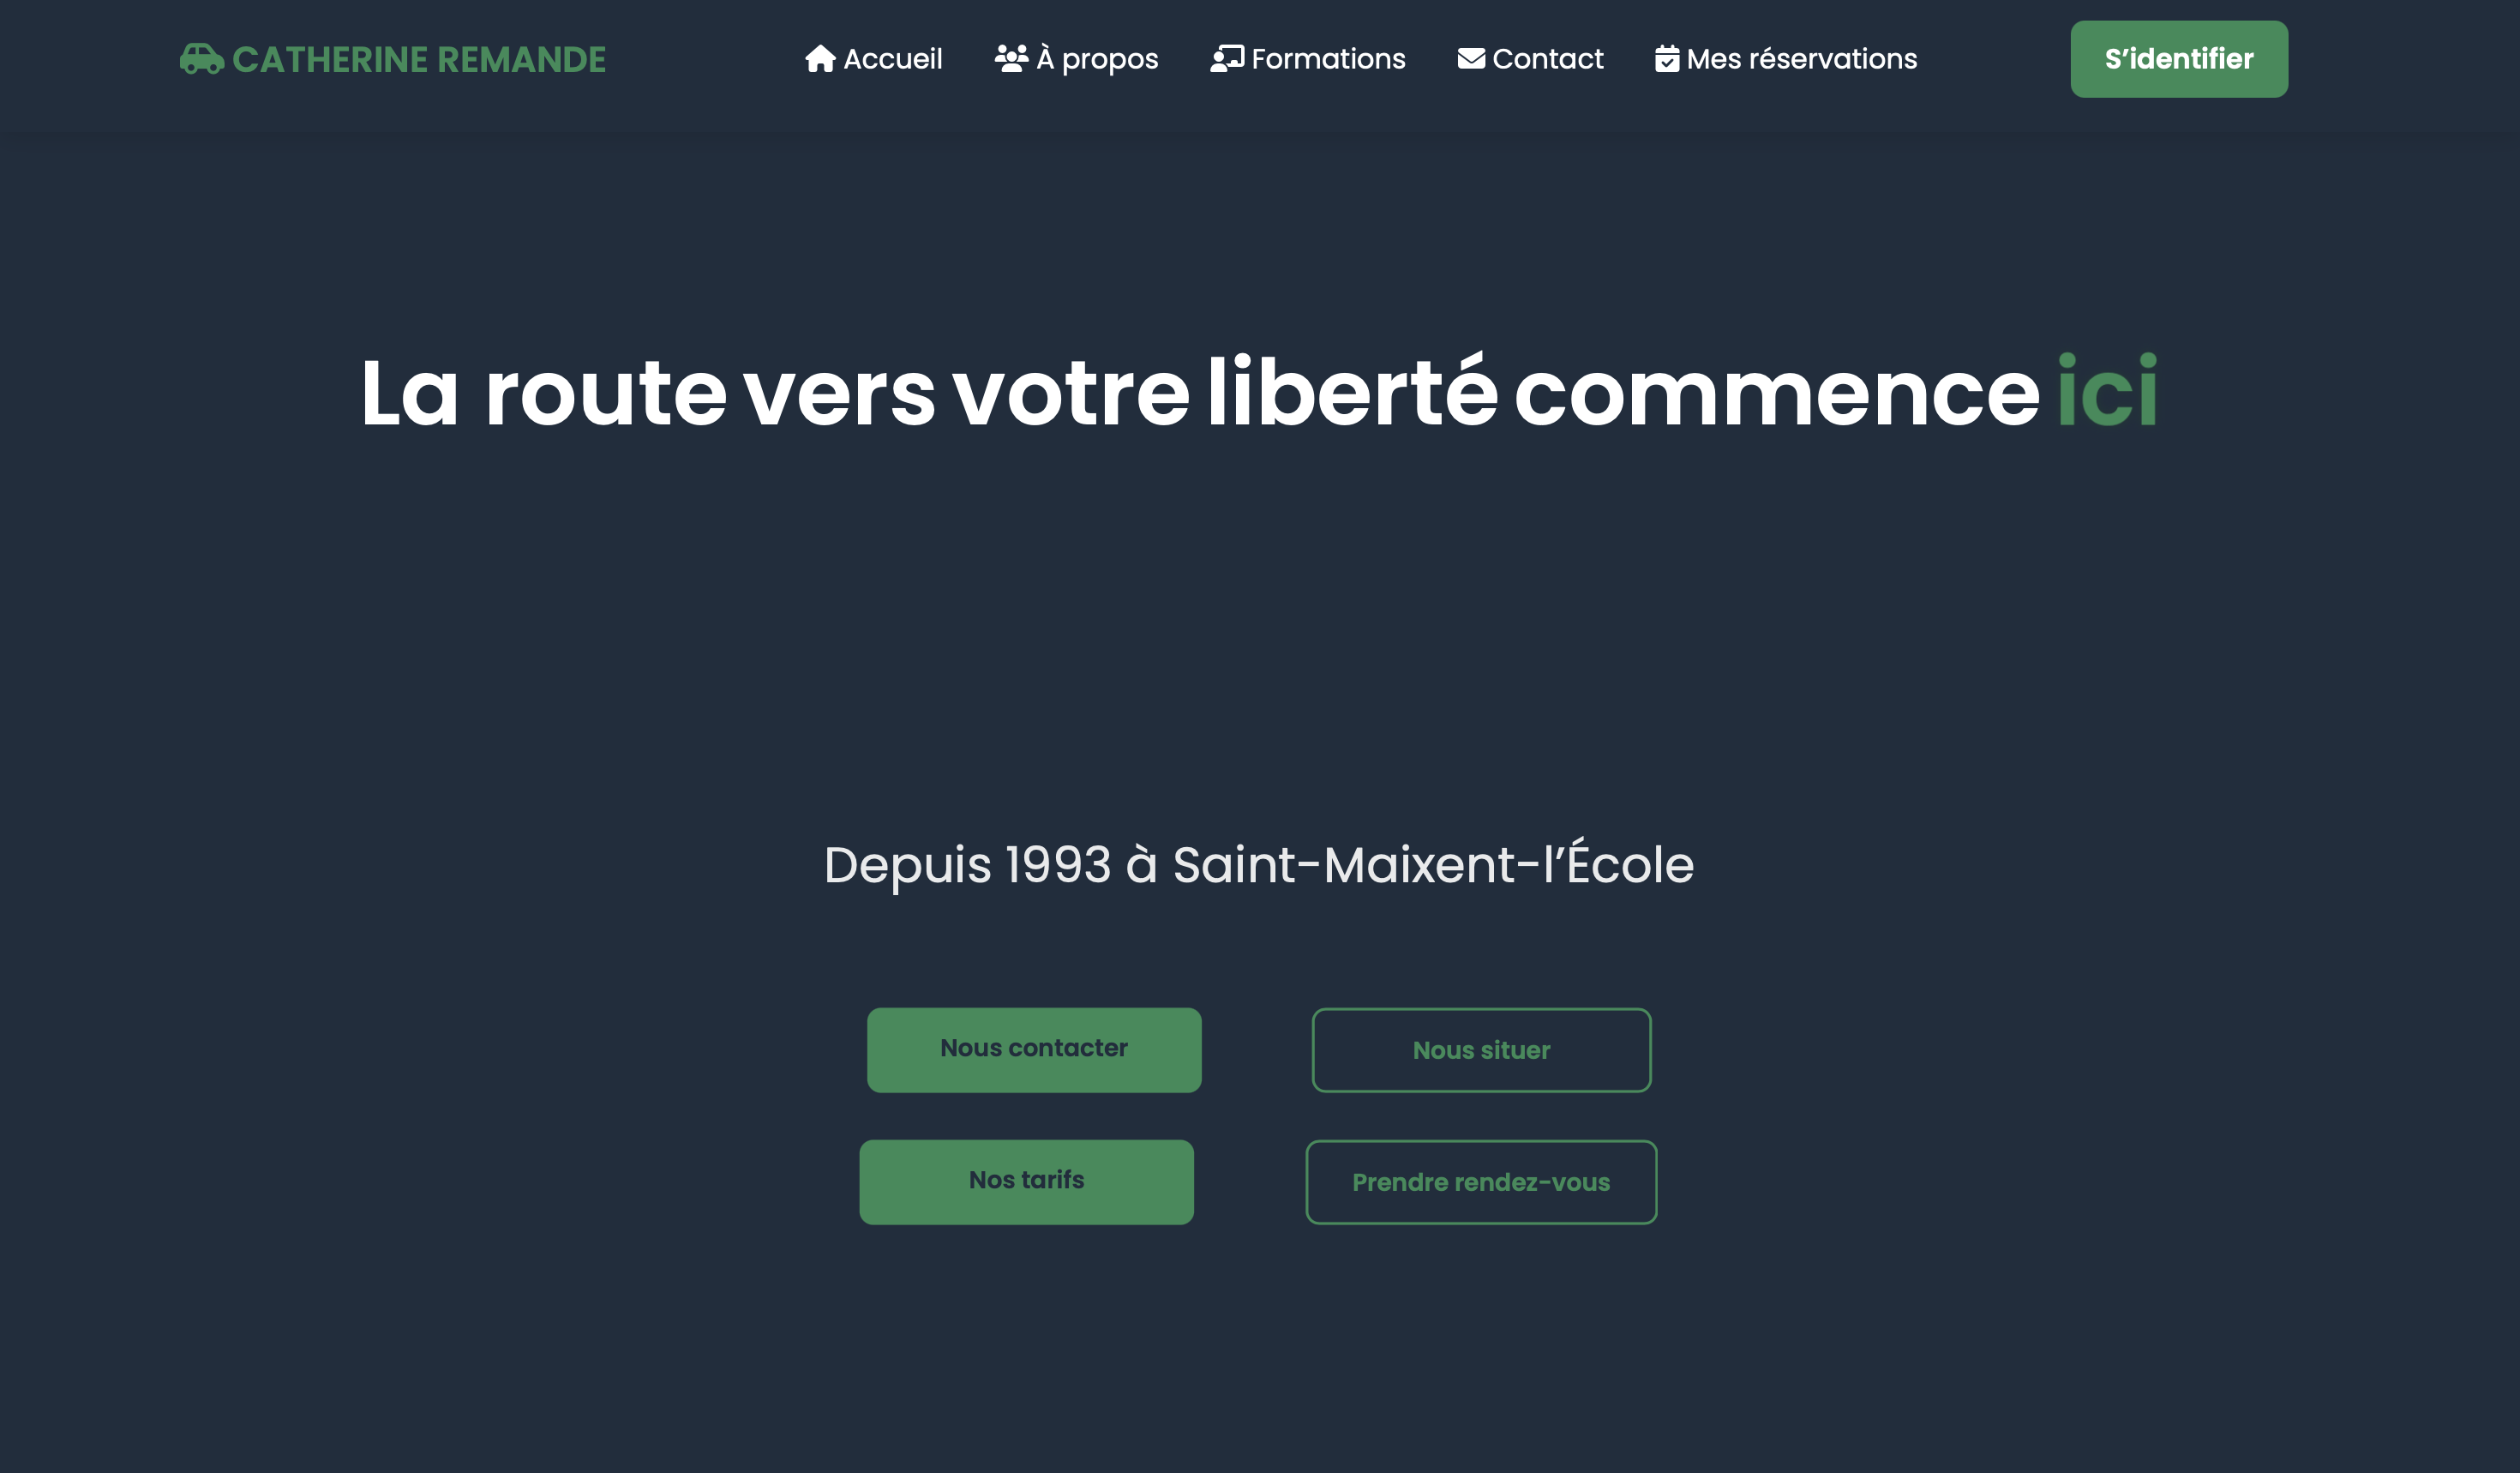 CATHERINE REMANDE
Accueil
À propos
Formations
Contact
Mes réservations
S’identifier
La route vers votre liberté commence ici
Depuis 1993 à Saint-Maixent-l’École
Nous contacter
Nous situer
Nos tarifs
Prendre rendez-vous